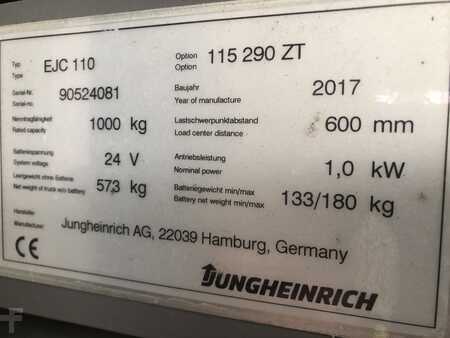 Typ EJC 110 Option 115 290 ZT
Type Option
Serial-Nr. 90524081 Baujahr 2017
Serial-no. Year of manufacture
Nenntragfähigkeit 1000 kg Lastschwerpunktabstand 600 mm
Rated capacity Load center distance
Batteriespannung 24 V Antriebsleistung 1,0 kW
System voltage Nominal power
Leergewicht ohne Batterie 573 kg Batteriegewicht min/max 133/180 kg
Net weight of truck w/o battery Battery net weight min/max
Hersteller Jungheinrich AG, 22039 Hamburg, Germany
Manufacturer
CE
JUNGHEINRICH
F